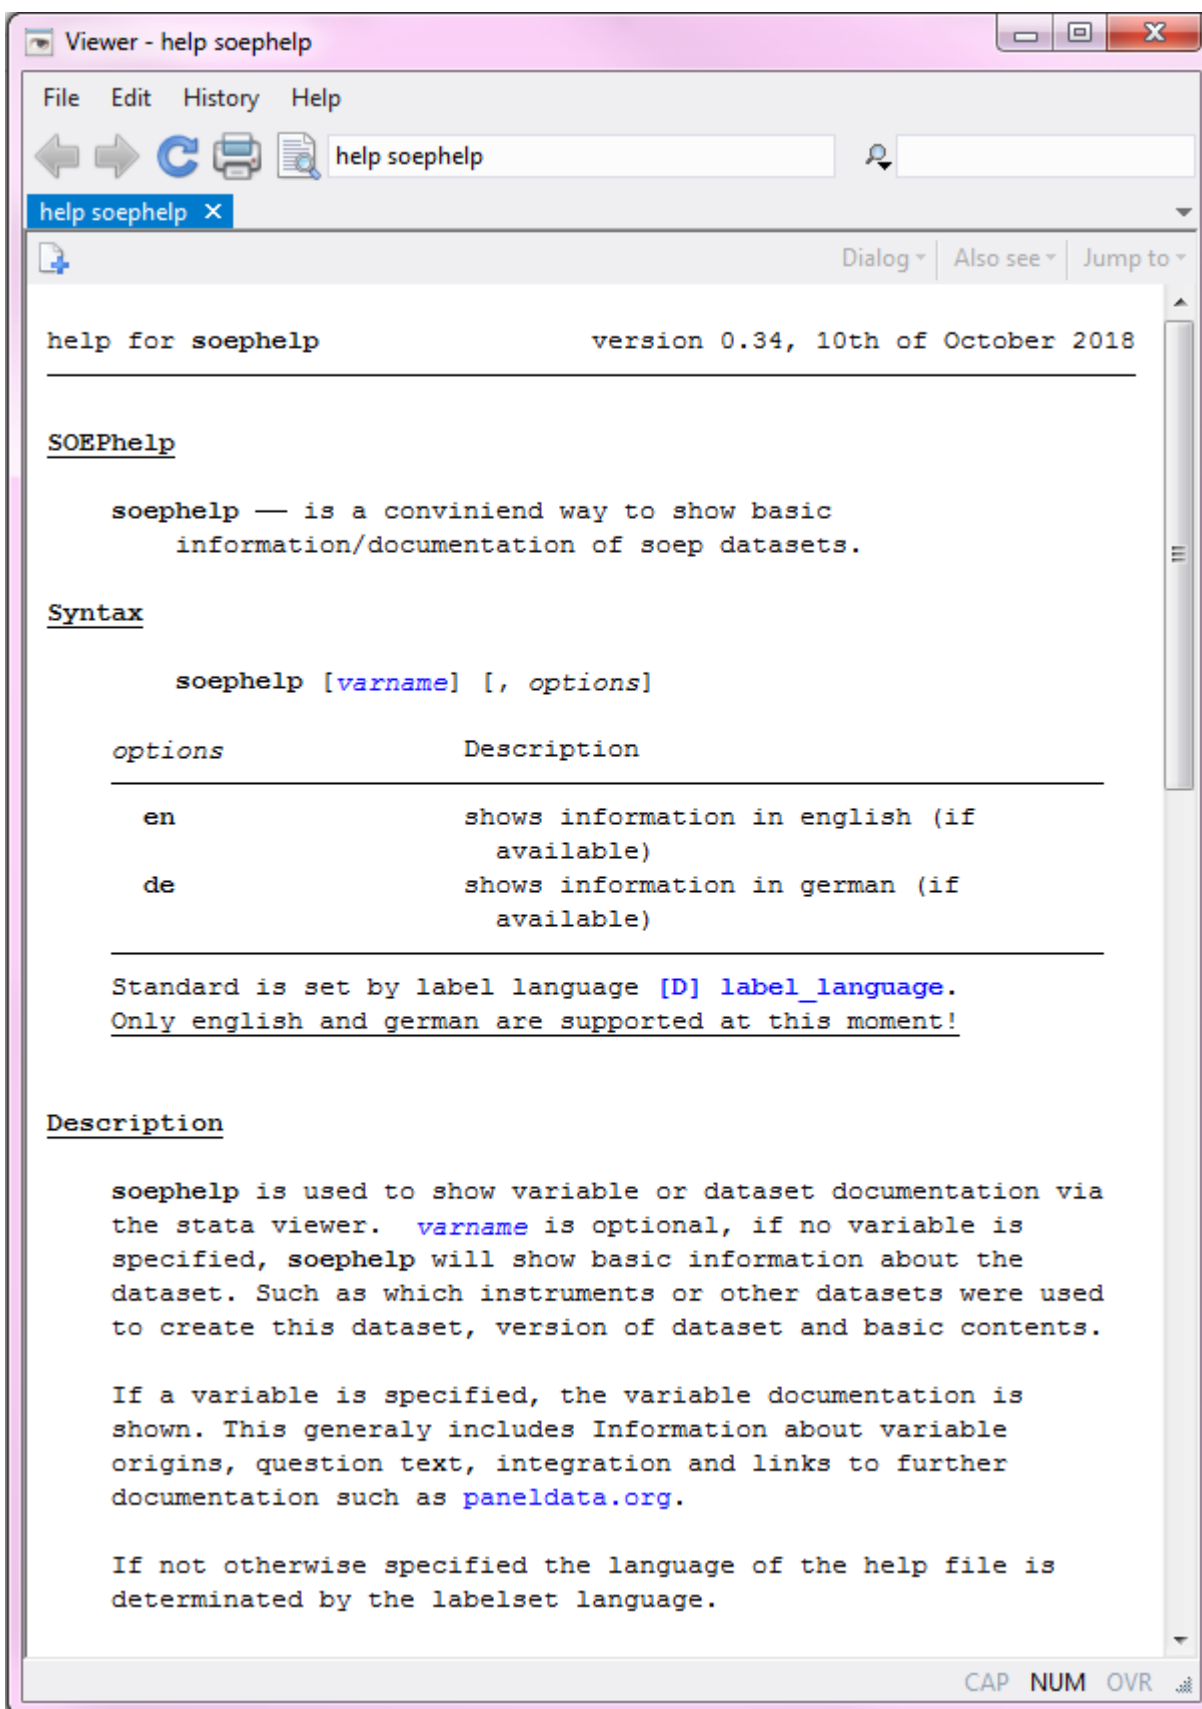 Viewer - help soephelp
File Edit History Help
help soephelp
help soephelp
Dialog Also see Jump to
help for soephelp version 0.34, 10th of October 2018
SOEPhelp
soephelp — is a conviniend way to show basic
information/documentation of soep datasets.
Syntax
soephelp [varname] [, options]
options Description
en shows information in english (if
available)
de shows information in german (if
available)
Standard is set by label language [D] label_language.
Only english and german are supported at this moment!
Description
soephelp is used to show variable or dataset documentation via
the stata viewer. varname is optional, if no variable is
specified, soephelp will show basic information about the
dataset. Such as which instruments or other datasets were used
to create this dataset, version of dataset and basic contents.
If a variable is specified, the variable documentation is
shown. This generaly includes Information about variable
origins, question text, integration and links to further
documentation such as paneldata.org.
If not otherwise specified the language of the help file is
determinated by the labelset language.
CAP NUM OVR